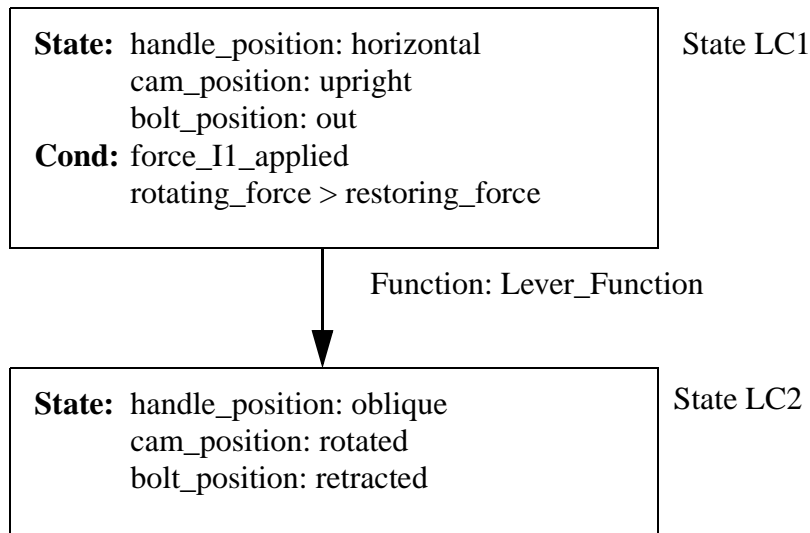 State: handle_position: horizontal
cam_position: upright
bolt_position: out
Cond: force_I1_applied
rotating_force > restoring_force
State LC1
Function: Lever_Function
State: handle_position: oblique
cam_position: rotated
bolt_position: retracted
State LC2